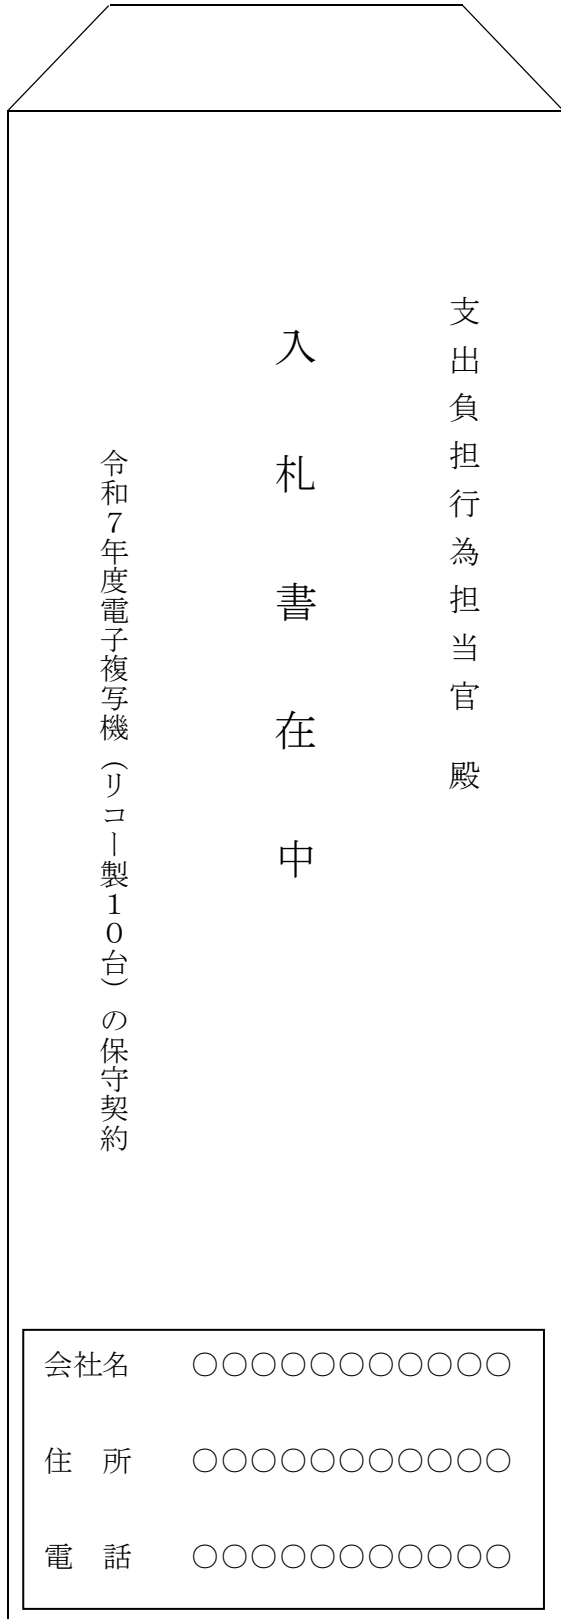 支出負担行為担当官　殿
入札書在中
令和７年度電子複写機（リコー製１０台）の保守契約
会社名　○○○○○○○○○○○
住　所　○○○○○○○○○○○
電　話　○○○○○○○○○○○